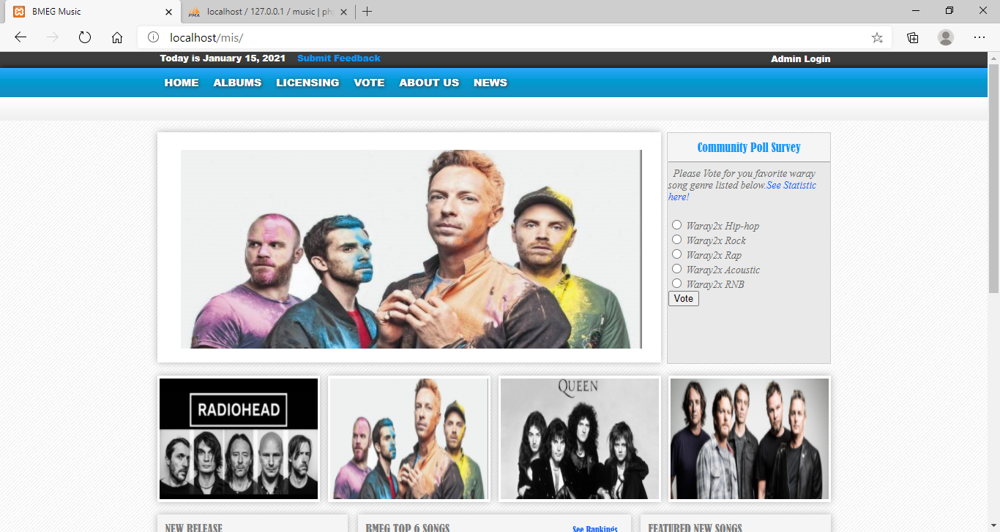 BMEG Music
localhost / 127.0.0.1 / music | ph
localhost/mis/
Today is January 15, 2021 Submit Feedback Admin Login
HOME ALBUMS LICENSING VOTE ABOUT US NEWS
Community Poll Survey
Please Vote for you favorite waray
song genre listed below.See Statistic
here!
Waray2x Hip-hop
Waray2x Rock
Waray2x Rap
Waray2x Acoustic
Waray2x RNB
Vote
RADIOHEAD
QUEEN
NEW RELEASE
BMEG TOP 6 SONGS See Rankings
FEATURED NEW SONGS